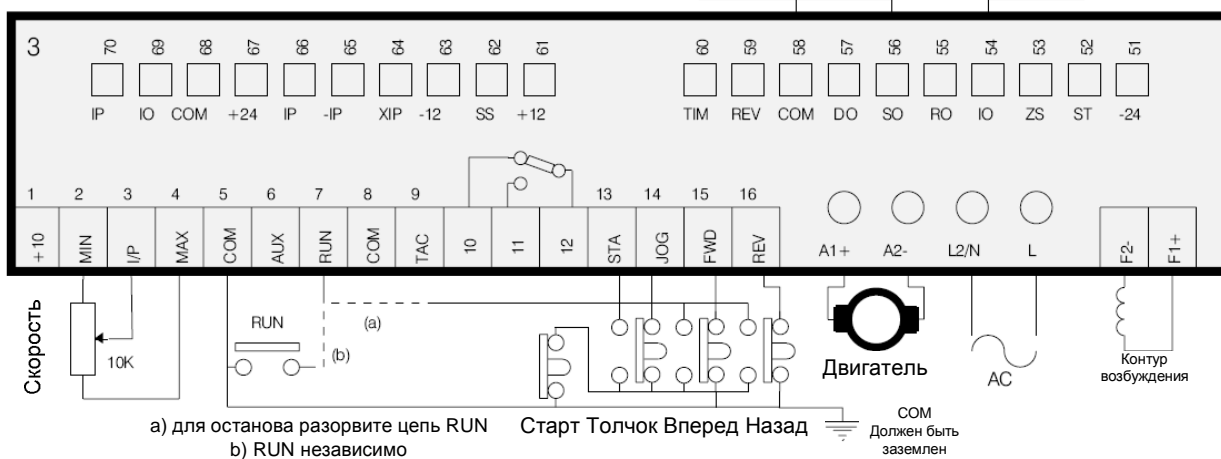 3
70 69 68 67 66 65 64 63 62 61 60 59 58 57 56 55 54 53 52 51
IP IO COM +24 IP -IP XIP -12 SS +12 TIM REV COM DO SO RO IO ZS ST -24
1 2 3 4 5 6 7 8 9 13 14 15 16
+10 MIN I/P MAX COM AUX RUN COM TAC 10 11 12 STA JOG FWD REV A1+ A2- L2/N L F2- F1+
Скорость
10K
RUN
(a)
(b)
Двигатель
AC
Контур
возбуждения
a) для останова разорвите цепь RUN
b) RUN независимо
Старт Толчок Вперед Назад
COM
Должен быть
заземлен